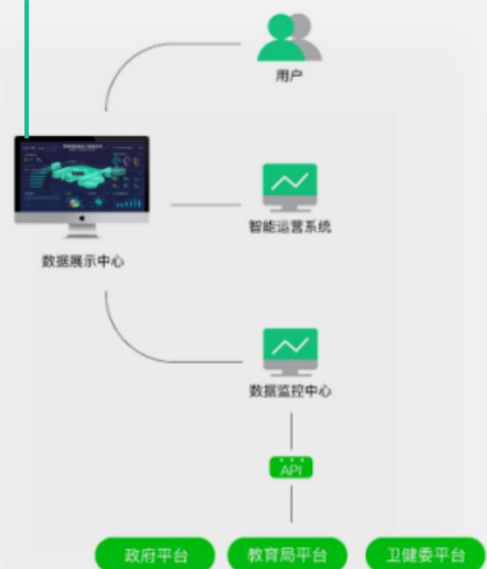 用户
智能运营系统
数据展示中心
数据监控中心
API
政府平台
教育局平台
卫健委平台